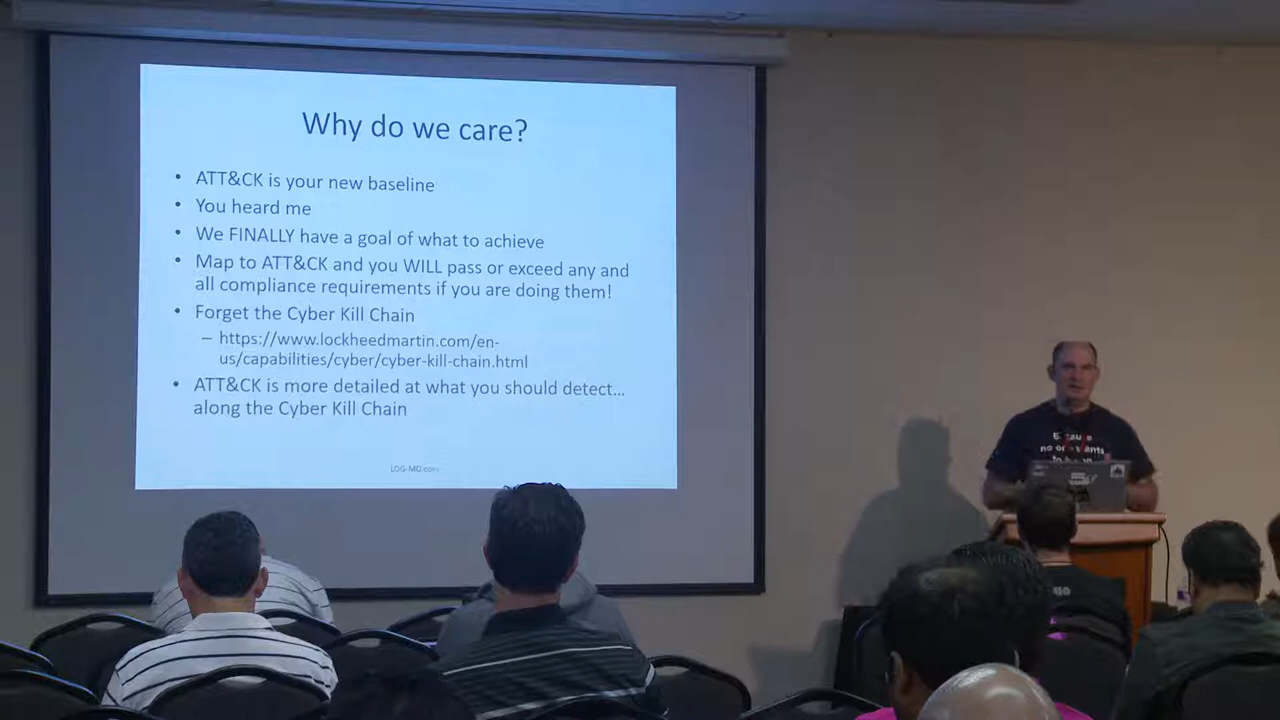 Why do we care?
• ATT&CK is your new baseline
• You heard me
• We FINALLY have a goal of what to achieve
• Map to ATT&CK and you WILL pass or exceed any and
all compliance requirements if you are doing them!
• Forget the Cyber Kill Chain
– https://www.lockheedmartin.com/en-
us/capabilities/cyber/cyber-kill-chain.html
• ATT&CK is more detailed at what you should detect...
along the Cyber Kill Chain
LOG-MD.com
no one wants